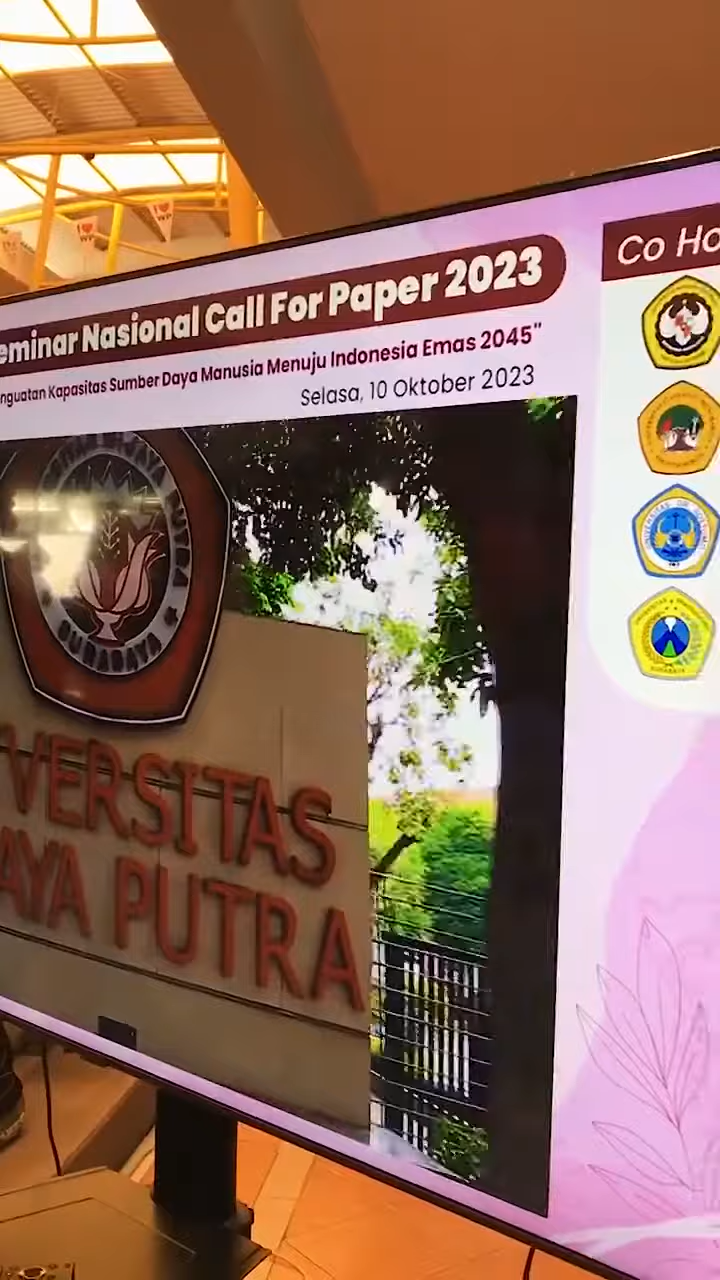 eminar Nasional Call For Paper 2023
nguatan Kapasitas Sumber Daya Manusia Menuju Indonesia Emas 2045"
Selasa, 10 Oktober 2023
Co Ho
PUTRA
SURABAYA
VERSITAS
AYA PUTRA